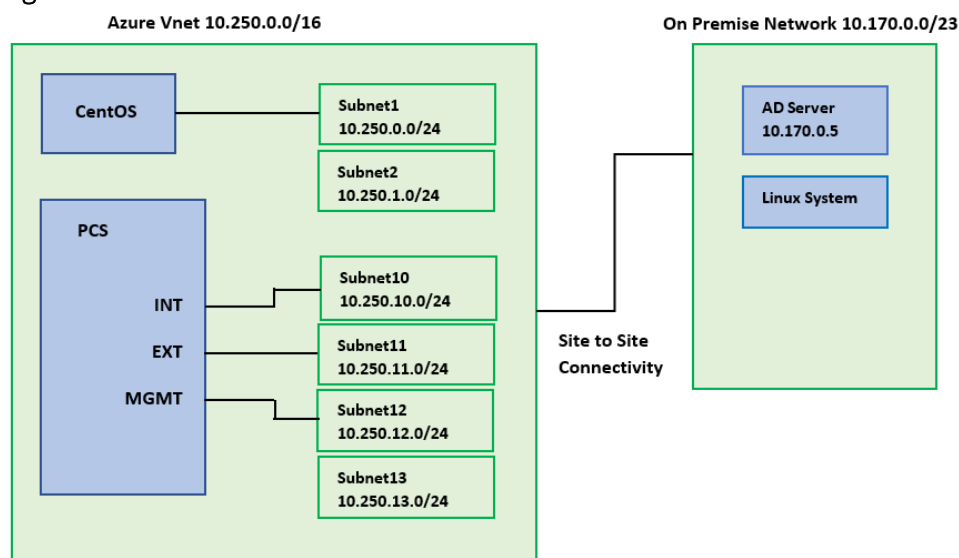 Azure Vnet 10.250.0.0/16
On Premise Network 10.170.0.0/23
CentOS
Subnet1
10.250.0.0/24
Subnet2
10.250.1.0/24
PCS
INT
EXT
MGMT
Subnet10
10.250.10.0/24
Subnet11
10.250.11.0/24
Subnet12
10.250.12.0/24
Subnet13
10.250.13.0/24
Site to Site
Connectivity
AD Server
10.170.0.5
Linux System